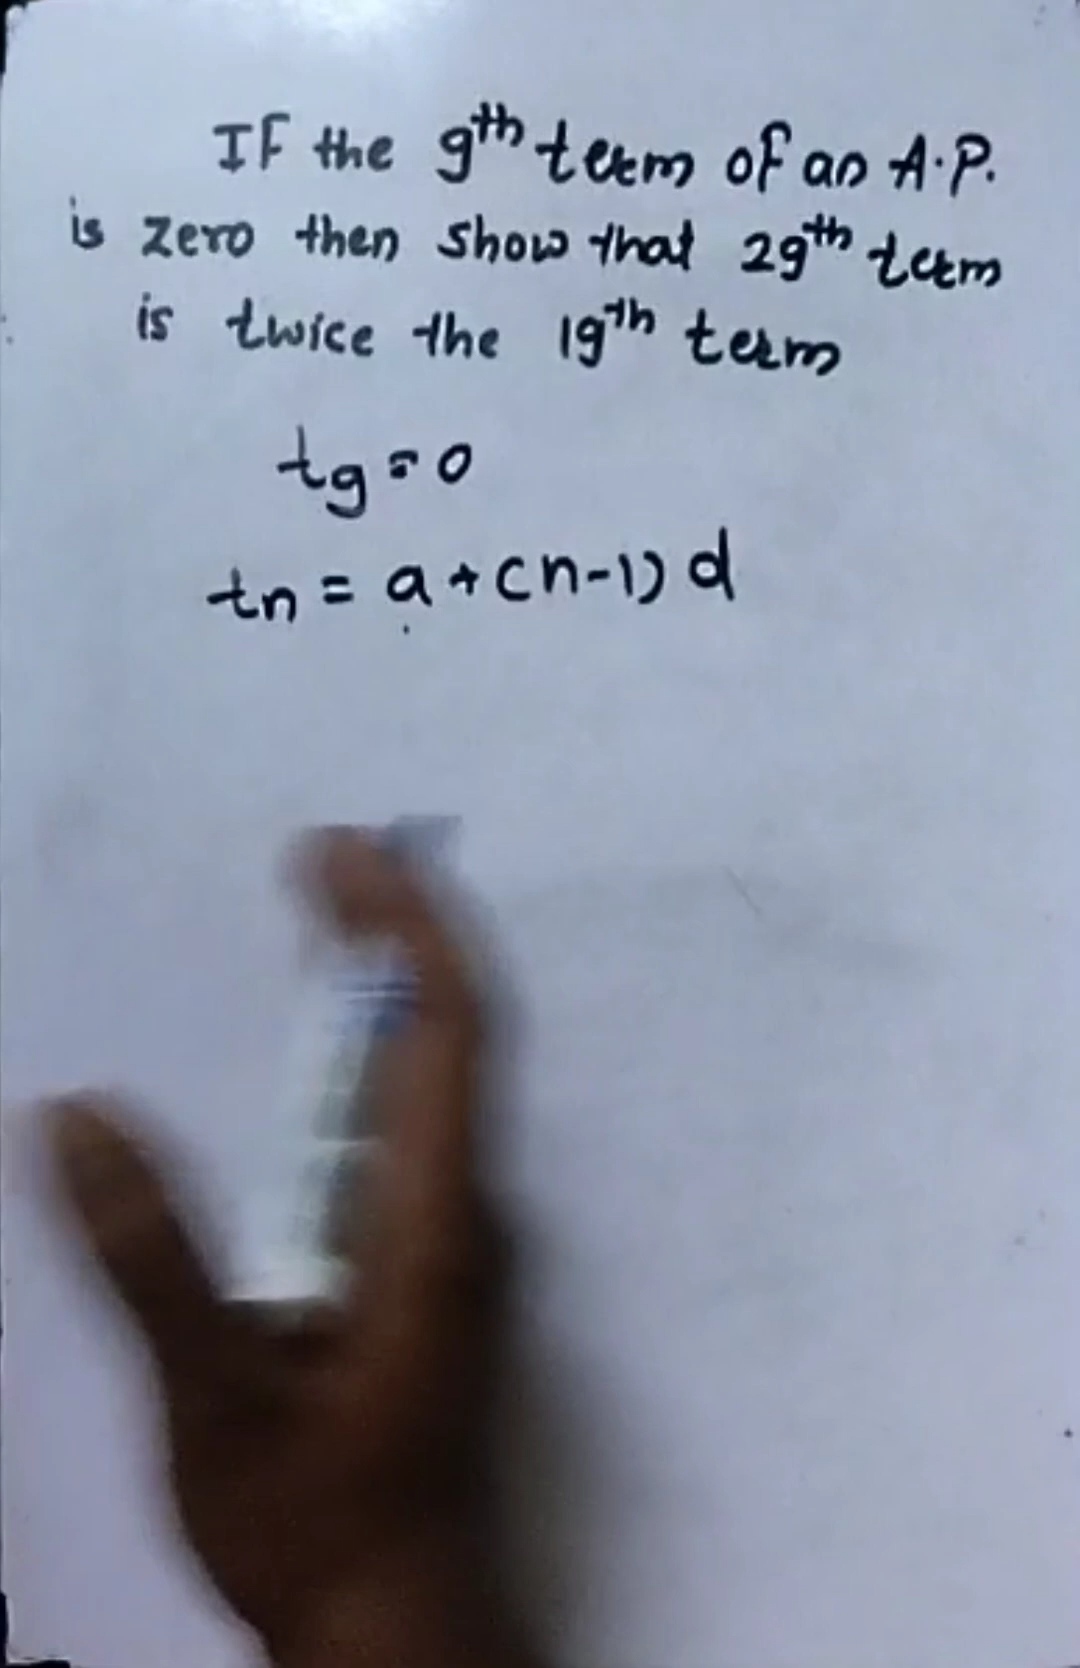 IF the 9th term of an A.P.
is zero then show that 29th term
is twice the 19th term
t9 = 0
tn = a + (n-1) d